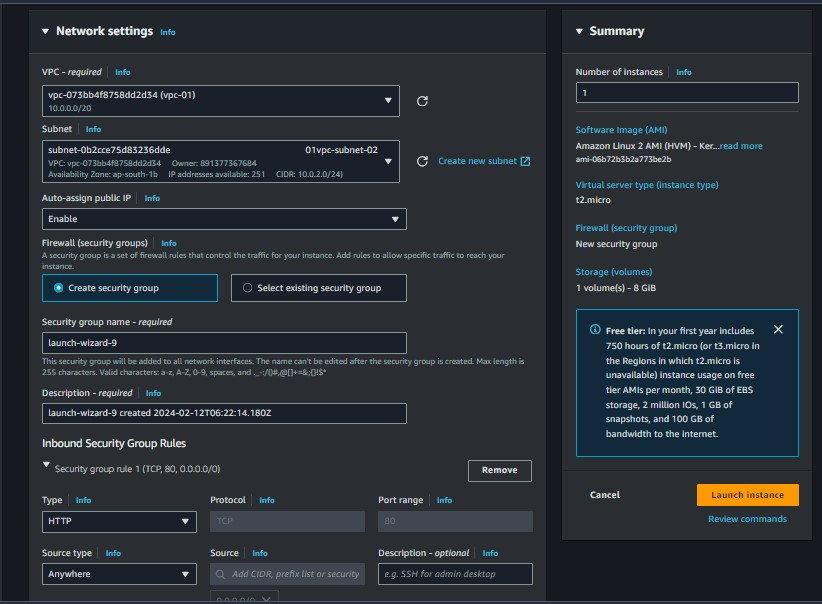 Network settings Info
VPC - required Info
vpc-073bb4f8758dd2d34 (vpc-01)
10.0.0.0/20
Subnet Info
subnet-0b2cce75d83236dde 01vpc-subnet-02
VPC: vpc-073bb4f8758dd2d34 Owner: 891377367684
Availability Zone: ap-south-1b IP addresses available: 251 CIDR: 10.0.2.0/24)
Create new subnet
Auto-assign public IP Info
Enable
Firewall (security groups) Info
A security group is a set of firewall rules that control the traffic for your instance. Add rules to allow specific traffic to reach your
instance.
Create security group
Select existing security group
Security group name - required
launch-wizard-9
This security group will be added to all network interfaces. The name can't be edited after the security group is created. Max length is
255 characters. Valid characters: a-z, A-Z, 0-9, spaces, and ._-:/()#,@[]+=&;{}!$*
Description - required Info
launch-wizard-9 created 2024-02-12T06:22:14.180Z
Inbound Security Group Rules
Security group rule 1 (TCP, 80, 0.0.0.0/0)
Remove
Type Info
Protocol Info
Port range Info
HTTP
TCP
80
Source type Info
Source Info
Description - optional Info
Anywhere
Add CIDR, prefix list or security
e.g. SSH for admin desktop
0.0.0.0/0
Summary
Number of instances Info
1
Software Image (AMI)
Amazon Linux 2 AMI (HVM) - Ker...read more
ami-06b72b3b2a773be2b
Virtual server type (instance type)
t2.micro
Firewall (security group)
New security group
Storage (volumes)
1 volume(s) - 8 GiB
Free tier: In your first year includes
750 hours of t2.micro (or t3.micro in
the Regions in which t2.micro is
unavailable) instance usage on free
tier AMIs per month, 30 GiB of EBS
storage, 2 million IOs, 1 GB of
snapshots, and 100 GB of
bandwidth to the internet.
Cancel
Launch instance
Review commands